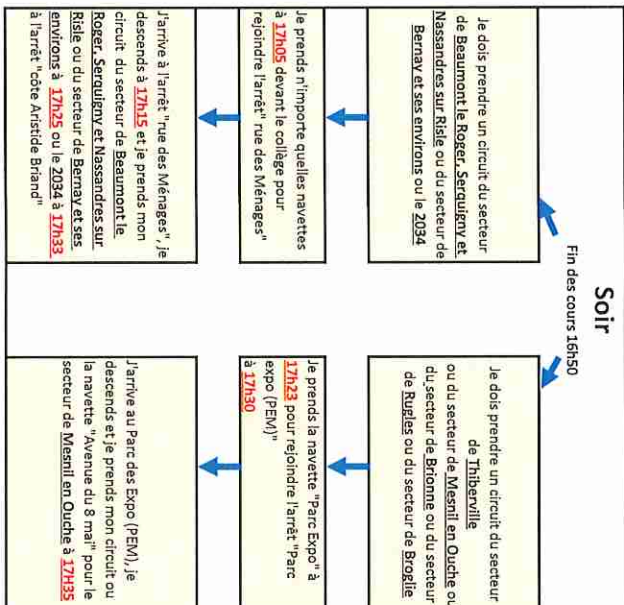 Soir
Fin des cours 16h50
Je dois prendre un circuit du secteur
de Beaumont le Roger, Serquigny et
Nassandres sur Risle ou du secteur de
Bernay et ses environs ou le 2034
Je prends n'importe quelles navettes
à 17h05 devant le collège pour
rejoindre l'arrêt" rue des Ménages"
J'arrive à l'arrêt "rue des Ménages", je
descends à 17h15 et je prends mon
circuit du secteur de Beaumont le
Roger, Serquigny et Nassandres sur
Risle ou du secteur de Bernay et ses
environs à 17h25 ou le 2034 à 17h33
à l'arrêt "côte Aristide Briand"
Je dois prendre un circuit du secteur
de Thiberville
ou du secteur de Mesnil en Ouche ou
du secteur de Brionne ou du secteur
de Rugles ou du secteur de Broglie
Je prends la navette "Parc Expo" à
17h23 pour rejoindre l'arrêt "Parc
expo (PEM)"
à 17h30
J'arrive au Parc des Expo (PEM), je
descends et je prends mon circuit ou
la navette "Avenue du 8 mai" pour le
secteur de Mesnil en Ouche à 17H35